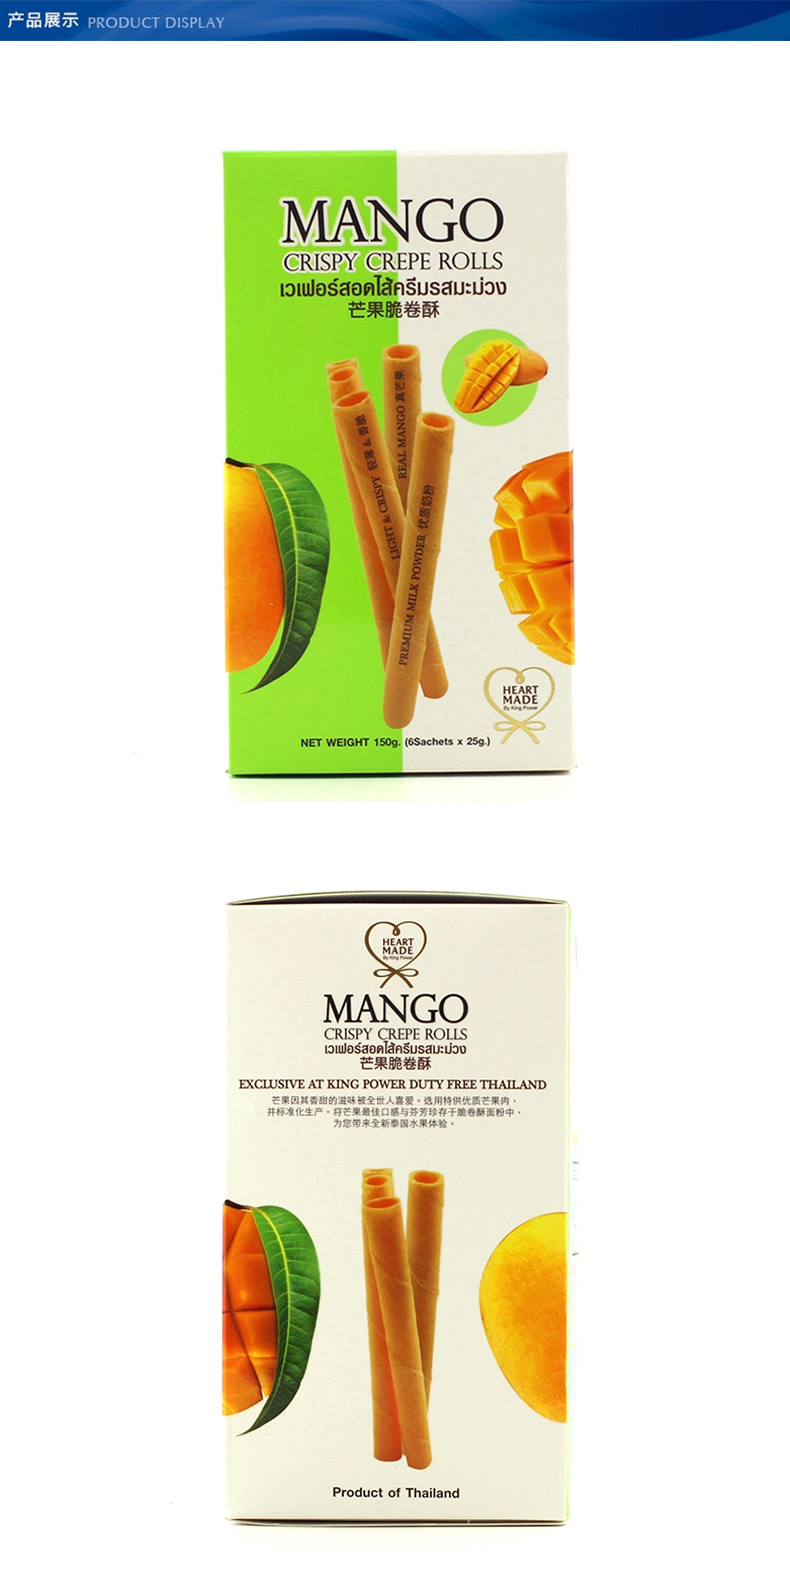 产品展示 PRODUCT DISPLAY
MANGO
CRISPY CREPE ROLLS
เวเฟอร์สอดไส้ครีมรสมะม่วง
芒果脆卷酥
LIGHT & CRISPY 轻薄 & 香脆
REAL MANGO 真芒果
PREMIUM MILK POWDER 优质奶粉
HEART
MADE
By King Power
NET WEIGHT 150g. (6Sachets x 25g.)
HEART
MADE
By King Power
MANGO
CRISPY CREPE ROLLS
เวเฟอร์สอดไส้ครีมรสมะม่วง
芒果脆卷酥
EXCLUSIVE AT KING POWER DUTY FREE THAILAND
芒果因其香甜的滋味被全世人喜爱。选用特供优质芒果肉，
并标准化生产。将芒果最佳口感与芬芳珍存于脆卷酥面粉中，
为您带来全新泰国水果体验。
Product of Thailand